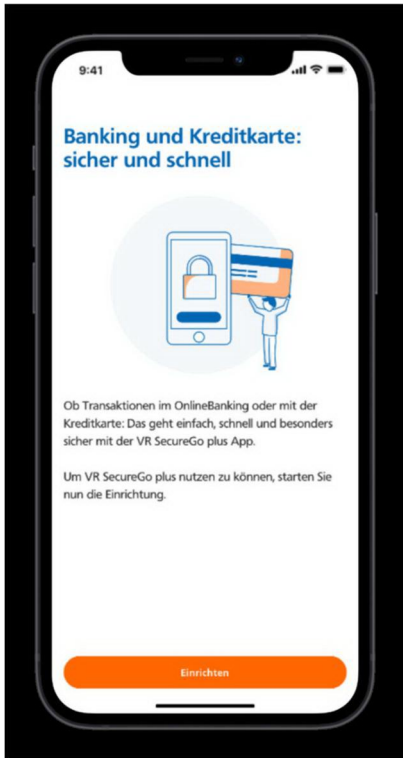 9:41
Banking und Kreditkarte:
sicher und schnell
Ob Transaktionen im OnlineBanking oder mit der
Kreditkarte: Das geht einfach, schnell und besonders
sicher mit der VR SecureGo plus App.
Um VR SecureGo plus nutzen zu können, starten Sie
nun die Einrichtung.
Einrichten